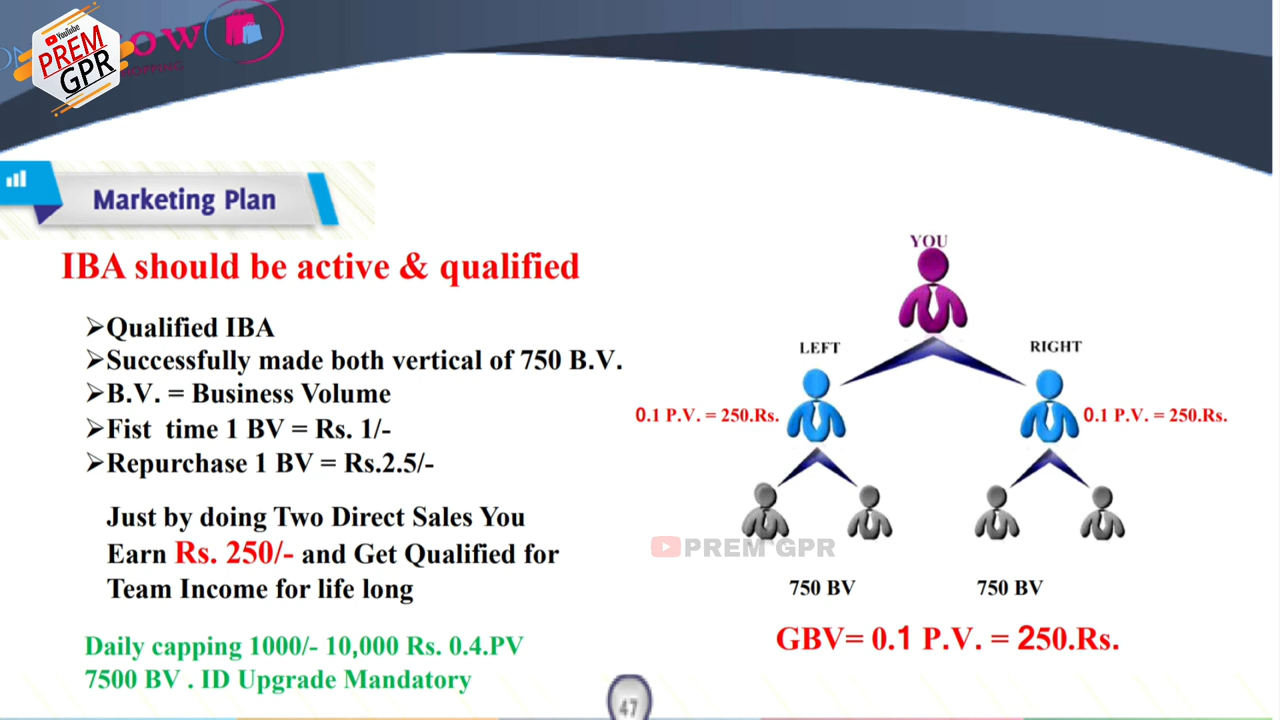 YouTube
PREM
GPR
OW
Marketing Plan
IBA should be active & qualified
➢Qualified IBA
➢Successfully made both vertical of 750 B.V.
➢B.V. = Business Volume
➢Fist time 1 BV = Rs. 1/-
➢Repurchase 1 BV = Rs.2.5/-
Just by doing Two Direct Sales You
Earn Rs. 250/- and Get Qualified for
Team Income for life long
Daily capping 1000/- 10,000 Rs. 0.4.PV
7500 BV . ID Upgrade Mandatory
YOU
LEFT RIGHT
0.1 P.V. = 250.Rs. 0.1 P.V. = 250.Rs.
PREM GPR
750 BV 750 BV
GBV= 0.1 P.V. = 250.Rs.
47